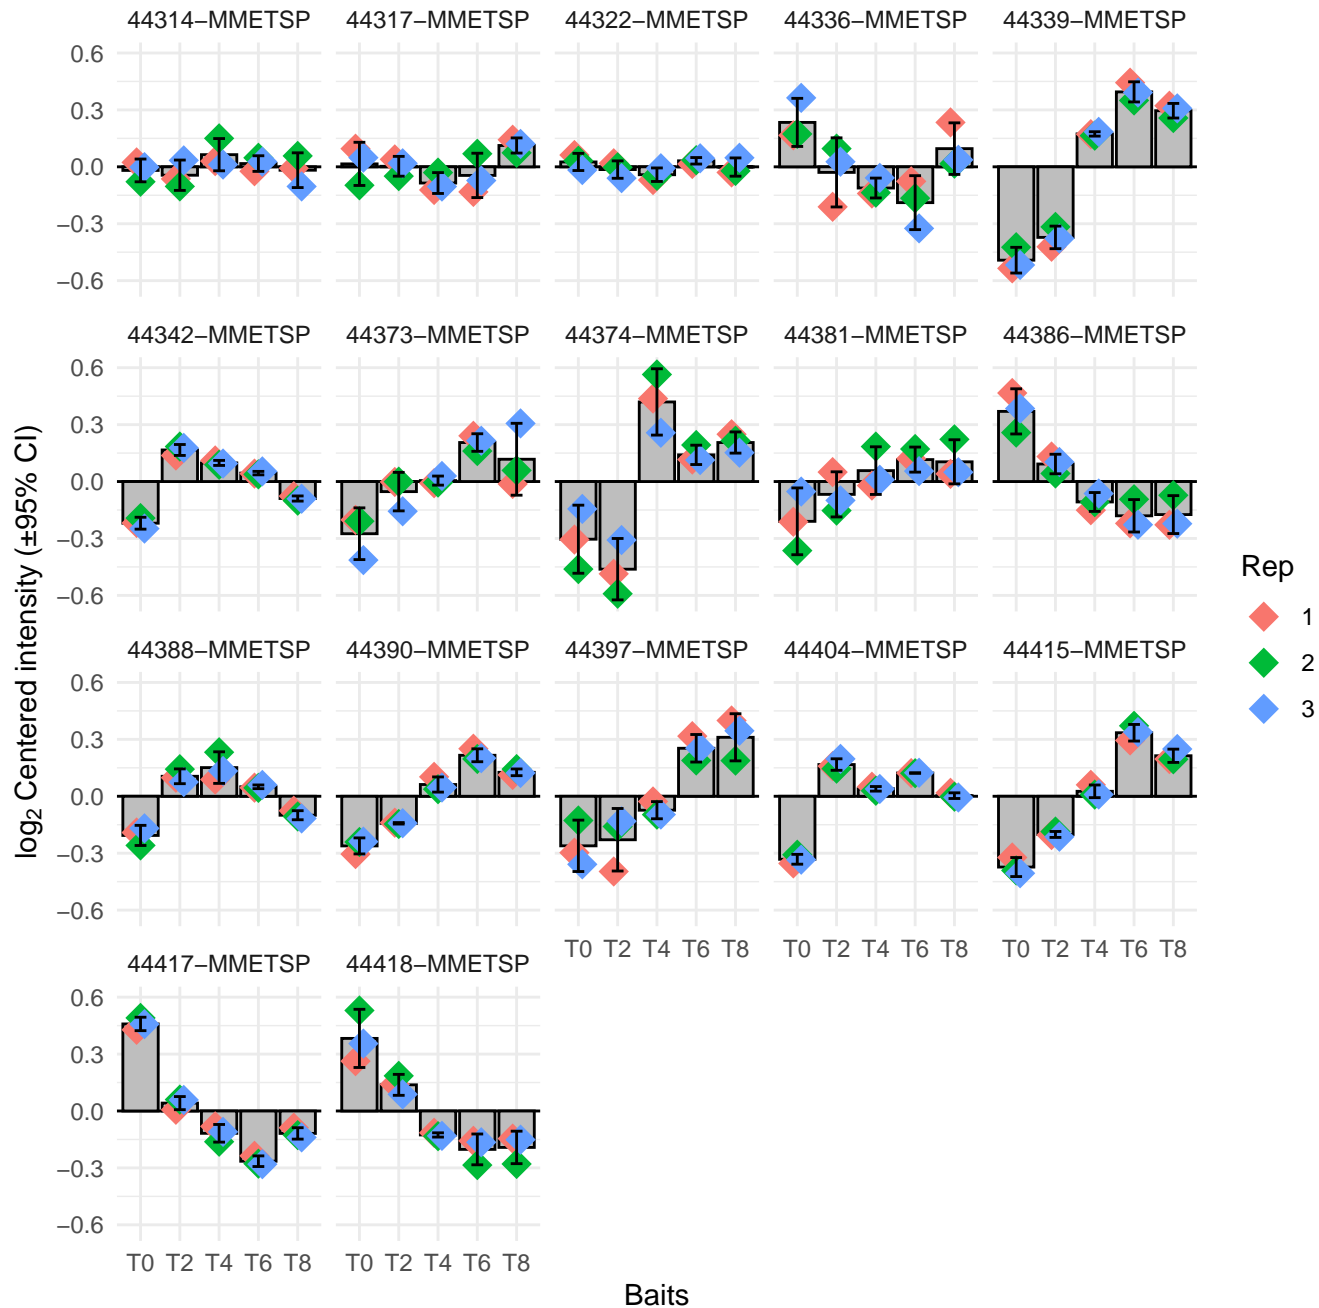 44314−MMETSP 44317−MMETSP 44322−MMETSP 44336−MMETSP 44339−MMETSP
0.6
0.3
0.0
−0.3
−0.6
44342−MMETSP 44373−MMETSP 44374−MMETSP 44381−MMETSP 44386−MMETSP
0.6
0.3
0.0
−0.3
−0.6
44388−MMETSP 44390−MMETSP 44397−MMETSP 44404−MMETSP 44415−MMETSP
0.6
0.3
0.0
−0.3
−0.6
T0 T2 T4 T6 T8 T0 T2 T4 T6 T8 T0 T2 T4 T6 T8
44417−MMETSP 44418−MMETSP
0.6
0.3
0.0
−0.3
−0.6
T0 T2 T4 T6 T8 T0 T2 T4 T6 T8
Baits
log₂ Centered intensity (±95% CI)
Rep
1
2
3